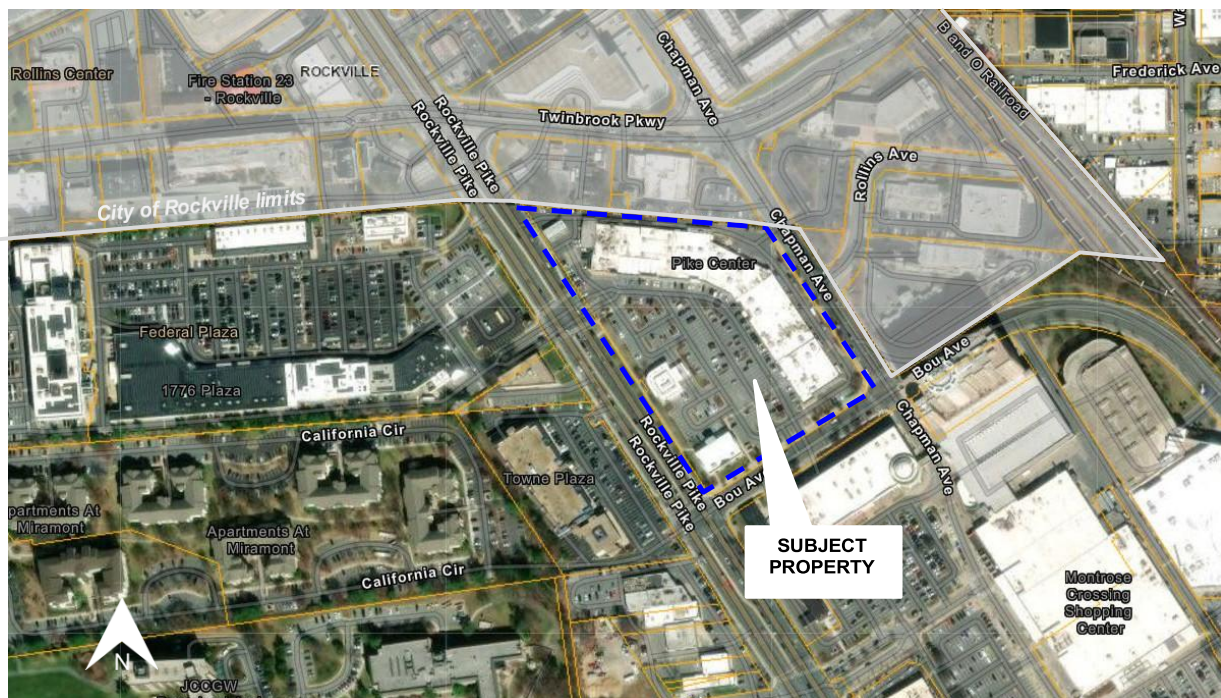 Rollins Center
Fire Station 23
- Rockville
ROCKVILLE
Rockville Pike
Rockville Pike
Twinbrook Pkwy
Chapman Ave
B and O Railroad
Frederick Ave
Rollins Ave
City of Rockville limits
Chapman Ave
Pike Center
Federal Plaza
1776 Plaza
California Cir
Towne Plaza
Rockville Pike
Rockville Pike
Bou Ave
Bou Ave
Chapman Ave
Apartments At
Miramont
Apartments At
Miramont
California Cir
SUBJECT
PROPERTY
Montrose
Crossing
Shopping
Center
N
JCCGW